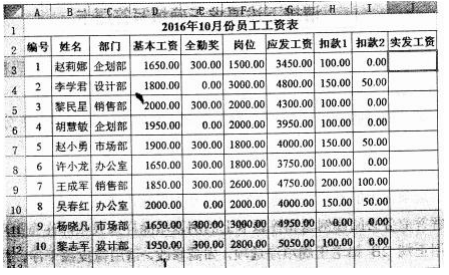 A B C D E F G H I J
1 2016年10月份员工工资表
2 编号 姓名 部门 基本工资 全勤奖 岗位 应发工资 扣款1 扣款2 实发工资
3 1 赵莉娜 企划部 1650.00 300.00 1500.00 3450.00 100.00 0.00
4 2 李学君 设计部 1800.00 0.00 3000.00 4800.00 150.00 50.00
5 3 黎民星 销售部 2000.00 300.00 2000.00 4300.00 100.00 0.00
6 4 胡慧敏 企划部 1950.00 0.00 2000.00 3950.00 100.00 0.00
7 5 赵小勇 市场部 1900.00 300.00 1800.00 4000.00 150.00 50.00
8 6 许小龙 办公室 1650.00 300.00 1800.00 3750.00 100.00 0.00
9 7 王成军 销售部 1850.00 300.00 2600.00 4750.00 200.00 100.00
10 8 吴春红 办公室 2000.00 0.00 2000.00 4000.00 150.00 50.00
11 9 杨晓凡 市场部 1650.00 300.00 3000.00 4950.00 0.00 0.00
12 10 黎志军 设计部 1950.00 300.00 2800.00 5050.00 100.00 0.00